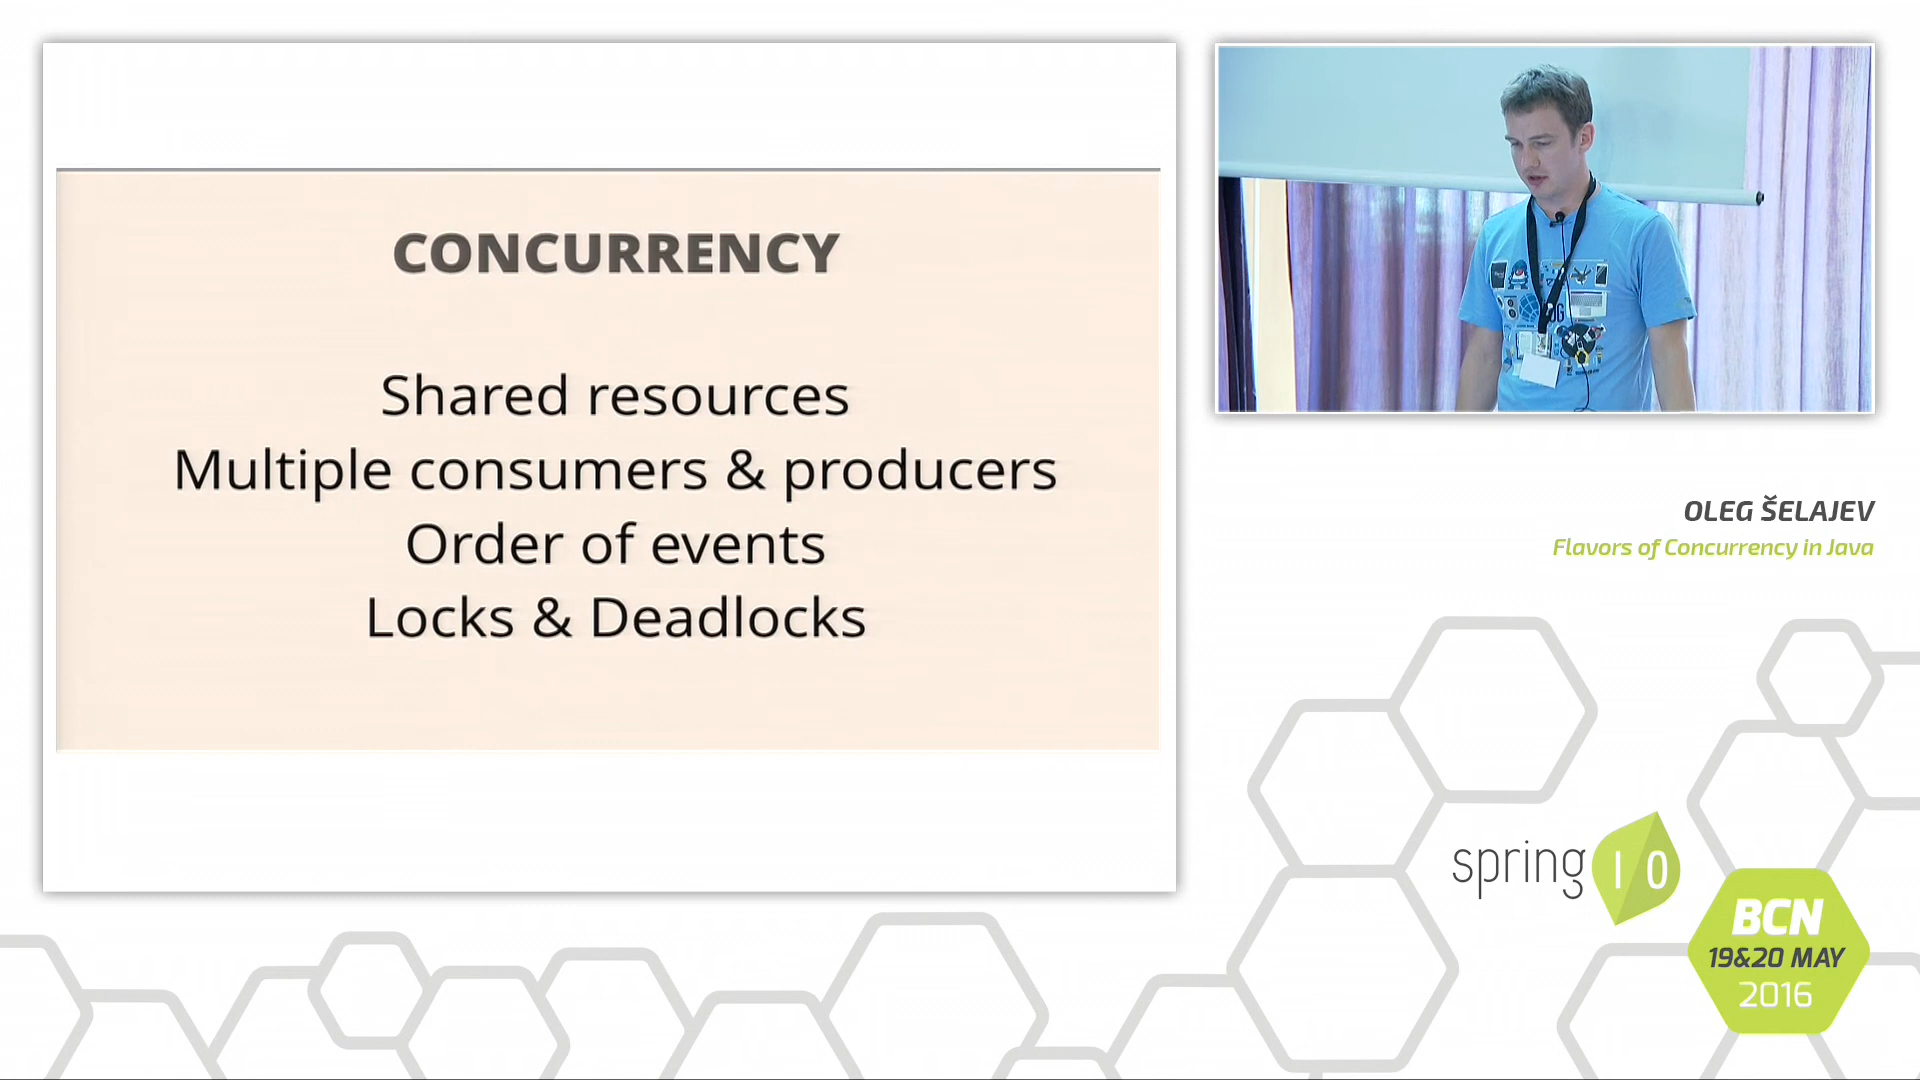 CONCURRENCY
Shared resources
Multiple consumers & producers
Order of events
Locks & Deadlocks
OLEG ŠELAJEV
Flavors of Concurrency in Java
spring I O
BCN
19&20 MAY
2016